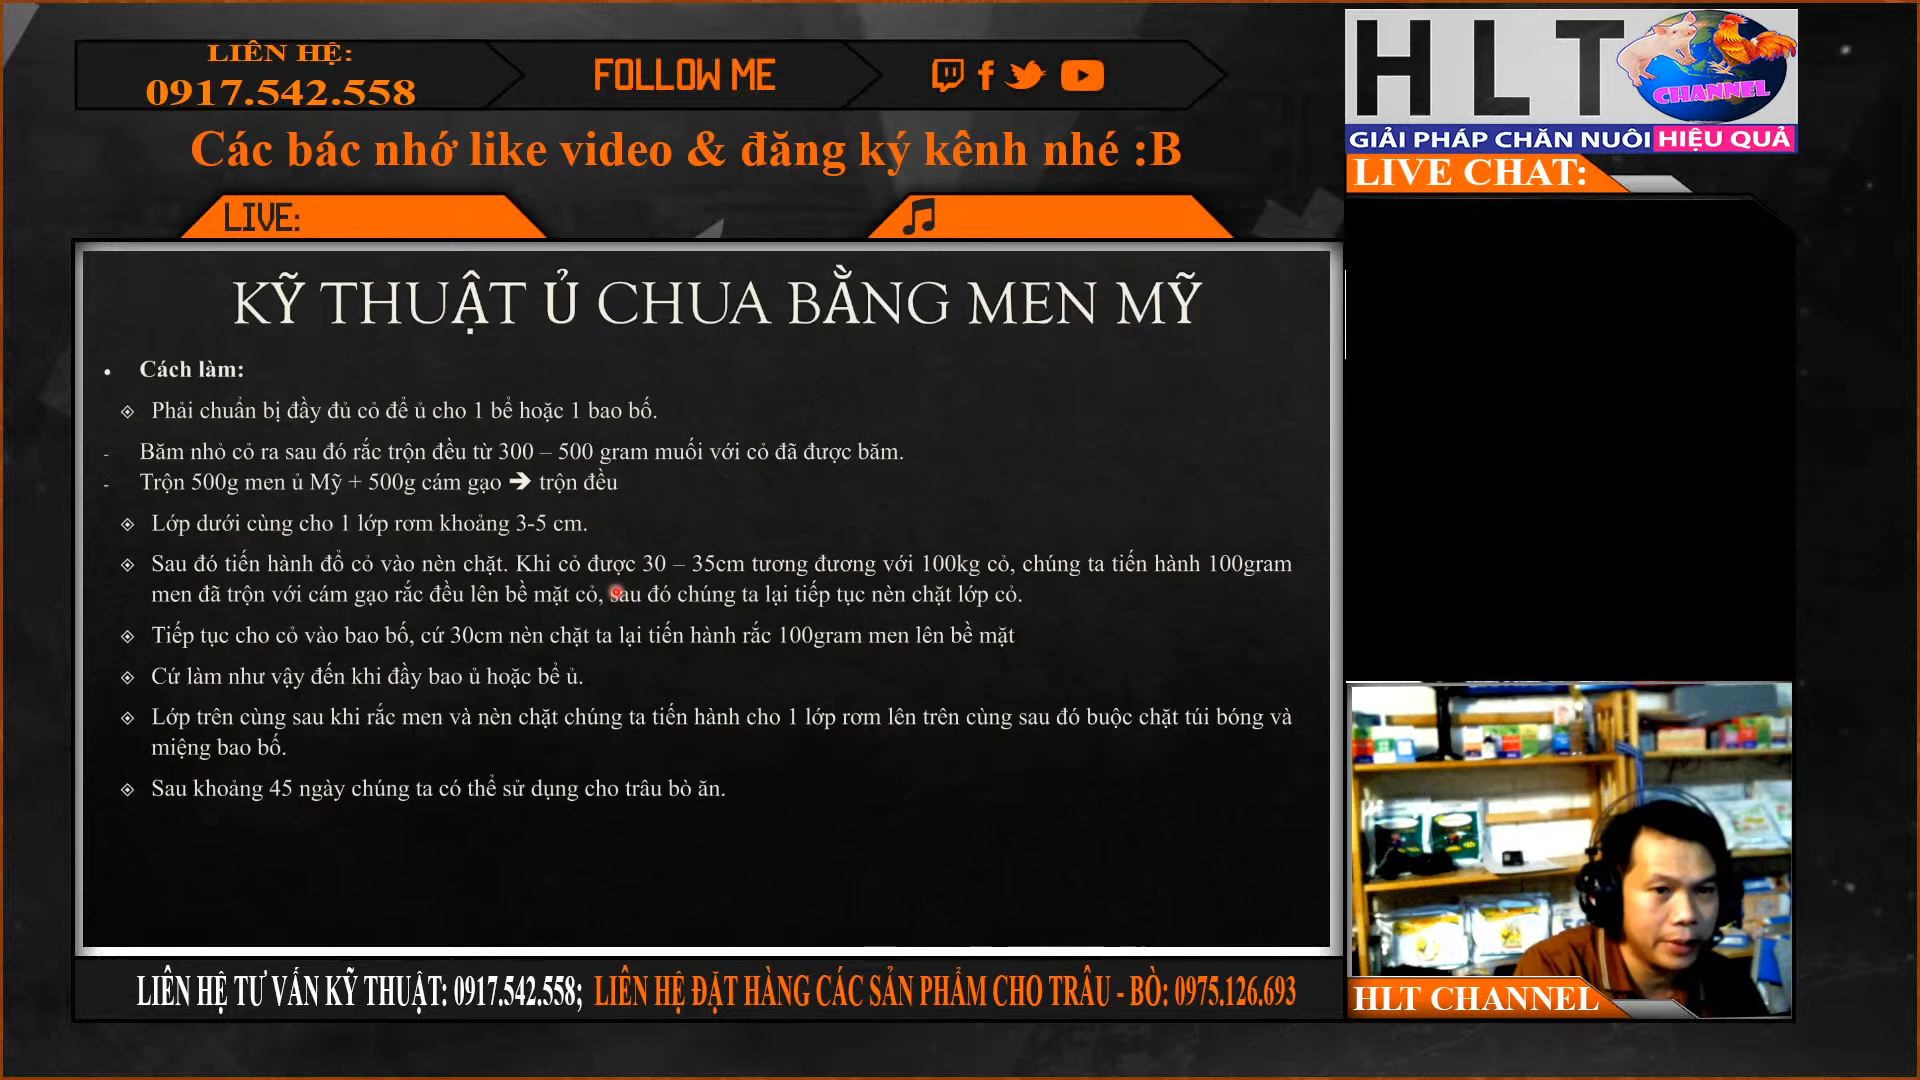 LIÊN HỆ:
0917.542.558
FOLLOW ME
Các bác nhớ like video & đăng ký kênh nhé :B
HLT
CHANNEL
GIẢI PHÁP CHĂN NUÔI HIỆU QUẢ
LIVE CHAT:
LIVE:
KỸ THUẬT Ủ CHUA BẰNG MEN MỸ
• Cách làm:
Phải chuẩn bị đầy đủ cỏ để ủ cho 1 bể hoặc 1 bao bố.
- Băm nhỏ cỏ ra sau đó rắc trộn đều từ 300 – 500 gram muối với cỏ đã được băm.
- Trộn 500g men ủ Mỹ + 500g cám gạo ➔ trộn đều
Lớp dưới cùng cho 1 lớp rơm khoảng 3-5 cm.
Sau đó tiến hành đổ cỏ vào nèn chặt. Khi cỏ được 30 – 35cm tương đương với 100kg cỏ, chúng ta tiến hành 100gram
men đã trộn với cám gạo rắc đều lên bề mặt cỏ, sau đó chúng ta lại tiếp tục nèn chặt lớp cỏ.
Tiếp tục cho cỏ vào bao bố, cứ 30cm nèn chặt ta lại tiến hành rắc 100gram men lên bề mặt
Cứ làm như vậy đến khi đầy bao ủ hoặc bể ủ.
Lớp trên cùng sau khi rắc men và nèn chặt chúng ta tiến hành cho 1 lớp rơm lên trên cùng sau đó buộc chặt túi bóng và
miệng bao bố.
Sau khoảng 45 ngày chúng ta có thể sử dụng cho trâu bò ăn.
LIÊN HỆ TƯ VẤN KỸ THUẬT: 0917.542.558; LIÊN HỆ ĐẶT HÀNG CÁC SẢN PHẨM CHO TRÂU - BÒ: 0975.126.693
HLT CHANNEL